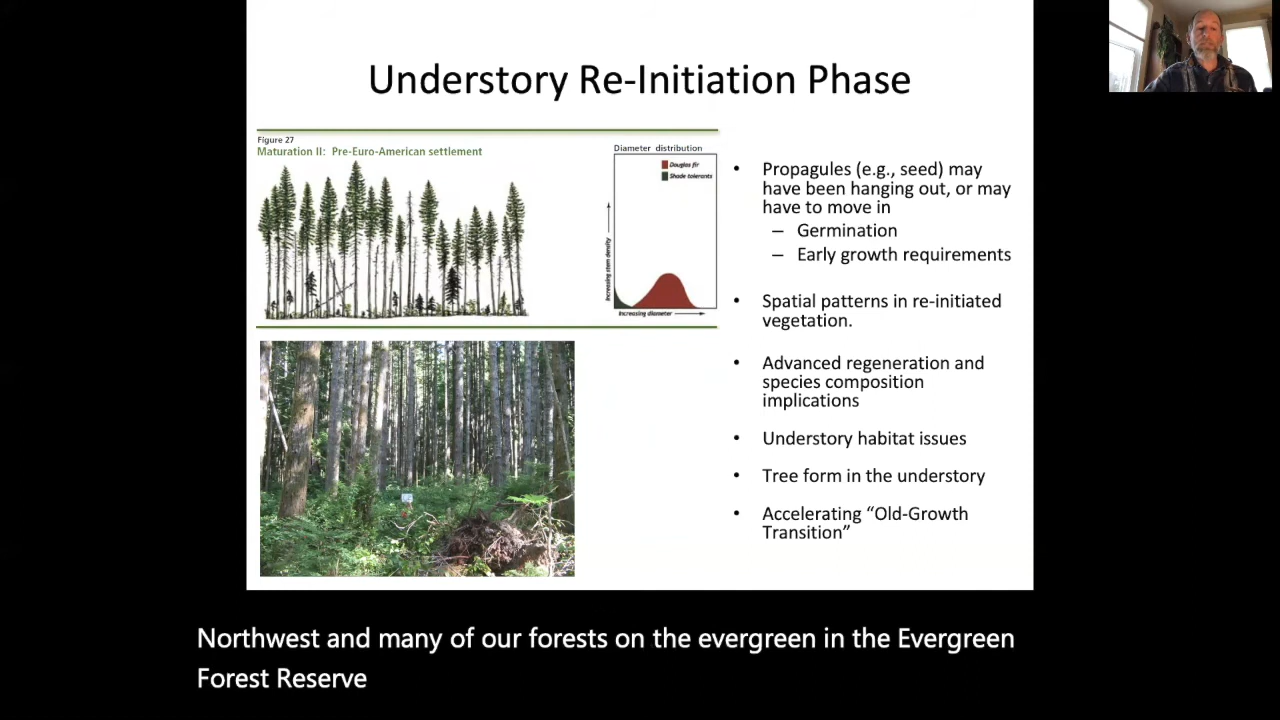 Understory Re-Initiation Phase
Figure 27
Maturation II: Pre-Euro-American settlement
Diameter distribution
Douglas fir
Shade tolerants
Increasing stem density
Increasing diameter
• Propagules (e.g., seed) may
have been hanging out, or may
have to move in
– Germination
– Early growth requirements
• Spatial patterns in re-initiated
vegetation.
• Advanced regeneration and
species composition
implications
• Understory habitat issues
• Tree form in the understory
• Accelerating “Old-Growth
Transition”
Northwest and many of our forests on the evergreen in the Evergreen
Forest Reserve